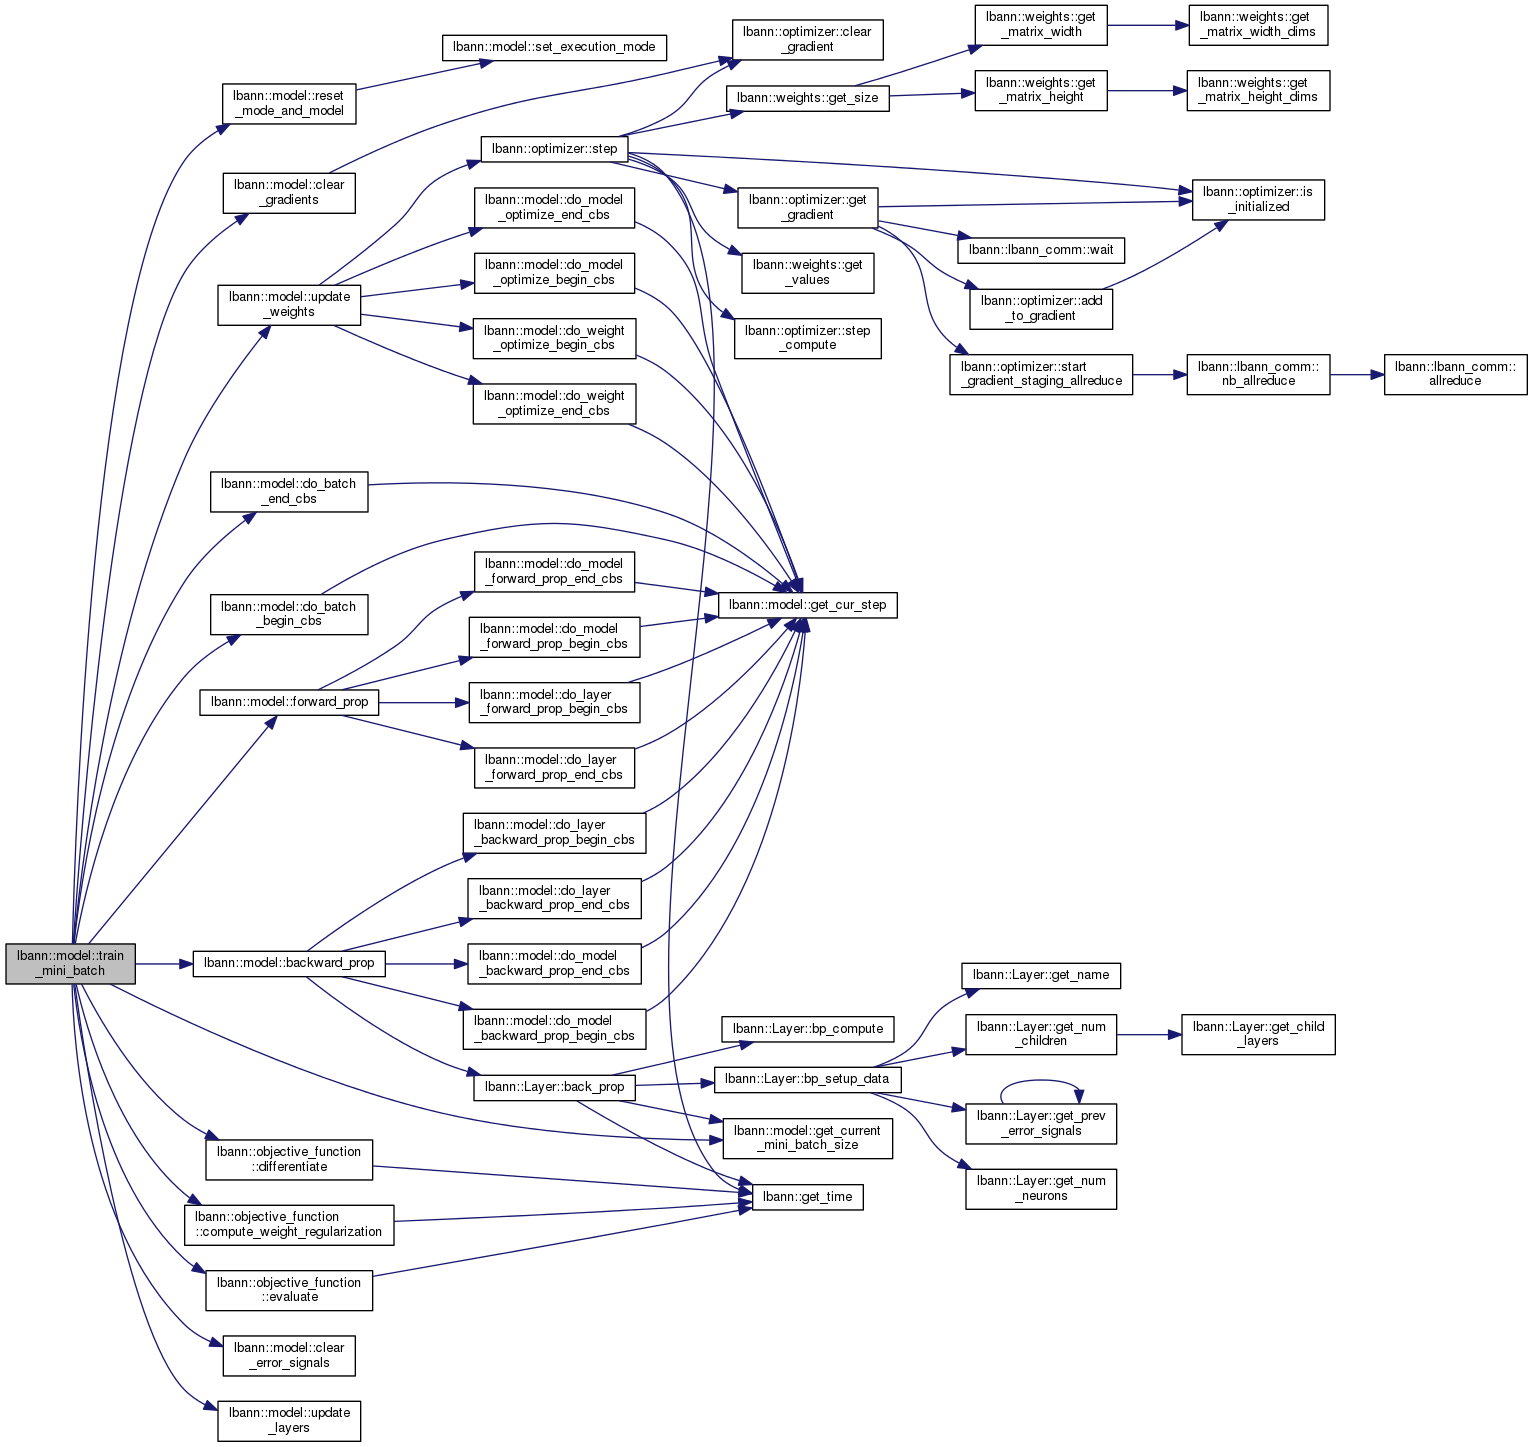 lbann::model::train
_mini_batch
lbann::model::reset
_mode_and_model
lbann::model::set_execution_mode
lbann::model::clear
_gradients
lbann::optimizer::clear
_gradient
lbann::model::update
_weights
lbann::optimizer::step
lbann::weights::get_size
lbann::weights::get
_matrix_width
lbann::weights::get
_matrix_width_dims
lbann::weights::get
_matrix_height
lbann::weights::get
_matrix_height_dims
lbann::optimizer::get
_gradient
lbann::optimizer::is
_initialized
lbann::lbann_comm::wait
lbann::optimizer::add
_to_gradient
lbann::optimizer::start
_gradient_staging_allreduce
lbann::lbann_comm::
nb_allreduce
lbann::lbann_comm::
allreduce
lbann::weights::get
_values
lbann::optimizer::step
_compute
lbann::model::do_model
_optimize_end_cbs
lbann::model::do_model
_optimize_begin_cbs
lbann::model::do_weight
_optimize_begin_cbs
lbann::model::do_weight
_optimize_end_cbs
lbann::model::do_batch
_end_cbs
lbann::model::do_batch
_begin_cbs
lbann::model::get_cur_step
lbann::model::forward_prop
lbann::model::do_model
_forward_prop_end_cbs
lbann::model::do_model
_forward_prop_begin_cbs
lbann::model::do_layer
_forward_prop_begin_cbs
lbann::model::do_layer
_forward_prop_end_cbs
lbann::model::backward_prop
lbann::model::do_layer
_backward_prop_begin_cbs
lbann::model::do_layer
_backward_prop_end_cbs
lbann::model::do_model
_backward_prop_end_cbs
lbann::model::do_model
_backward_prop_begin_cbs
lbann::Layer::back_prop
lbann::Layer::bp_compute
lbann::Layer::bp_setup_data
lbann::Layer::get_name
lbann::Layer::get_num
_children
lbann::Layer::get_child
_layers
lbann::Layer::get_prev
_error_signals
lbann::Layer::get_num
_neurons
lbann::model::get_current
_mini_batch_size
lbann::get_time
lbann::objective_function
::differentiate
lbann::objective_function
::compute_weight_regularization
lbann::objective_function
::evaluate
lbann::model::clear
_error_signals
lbann::model::update
_layers